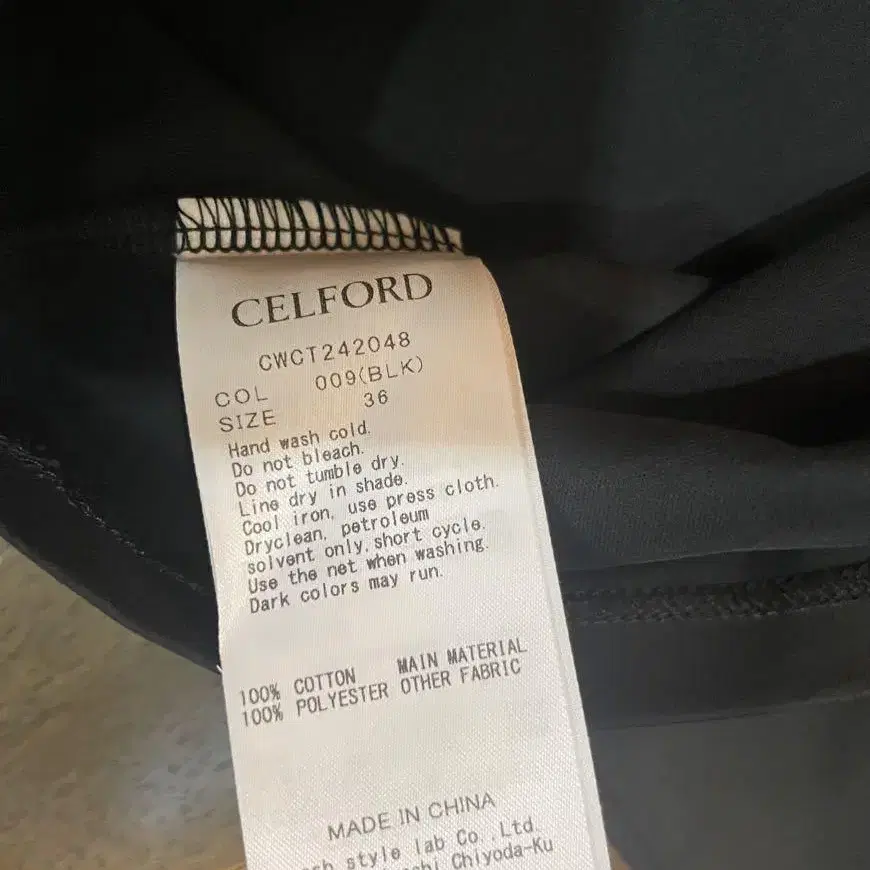 CELFORD
CWCT242048
COL 009(BLK)
SIZE 36
Hand wash cold.
Do not bleach.
Do not tumble dry.
Line dry in shade.
Cool iron, use press cloth.
Dryclean, petroleum
solvent only, short cycle.
Use the net when washing.
Dark colors may run.
100% COTTON MAIN MATERIAL
100% POLYESTER OTHER FABRIC
MADE IN CHINA
style lab Co.,Ltd.
Chiyoda-Ku